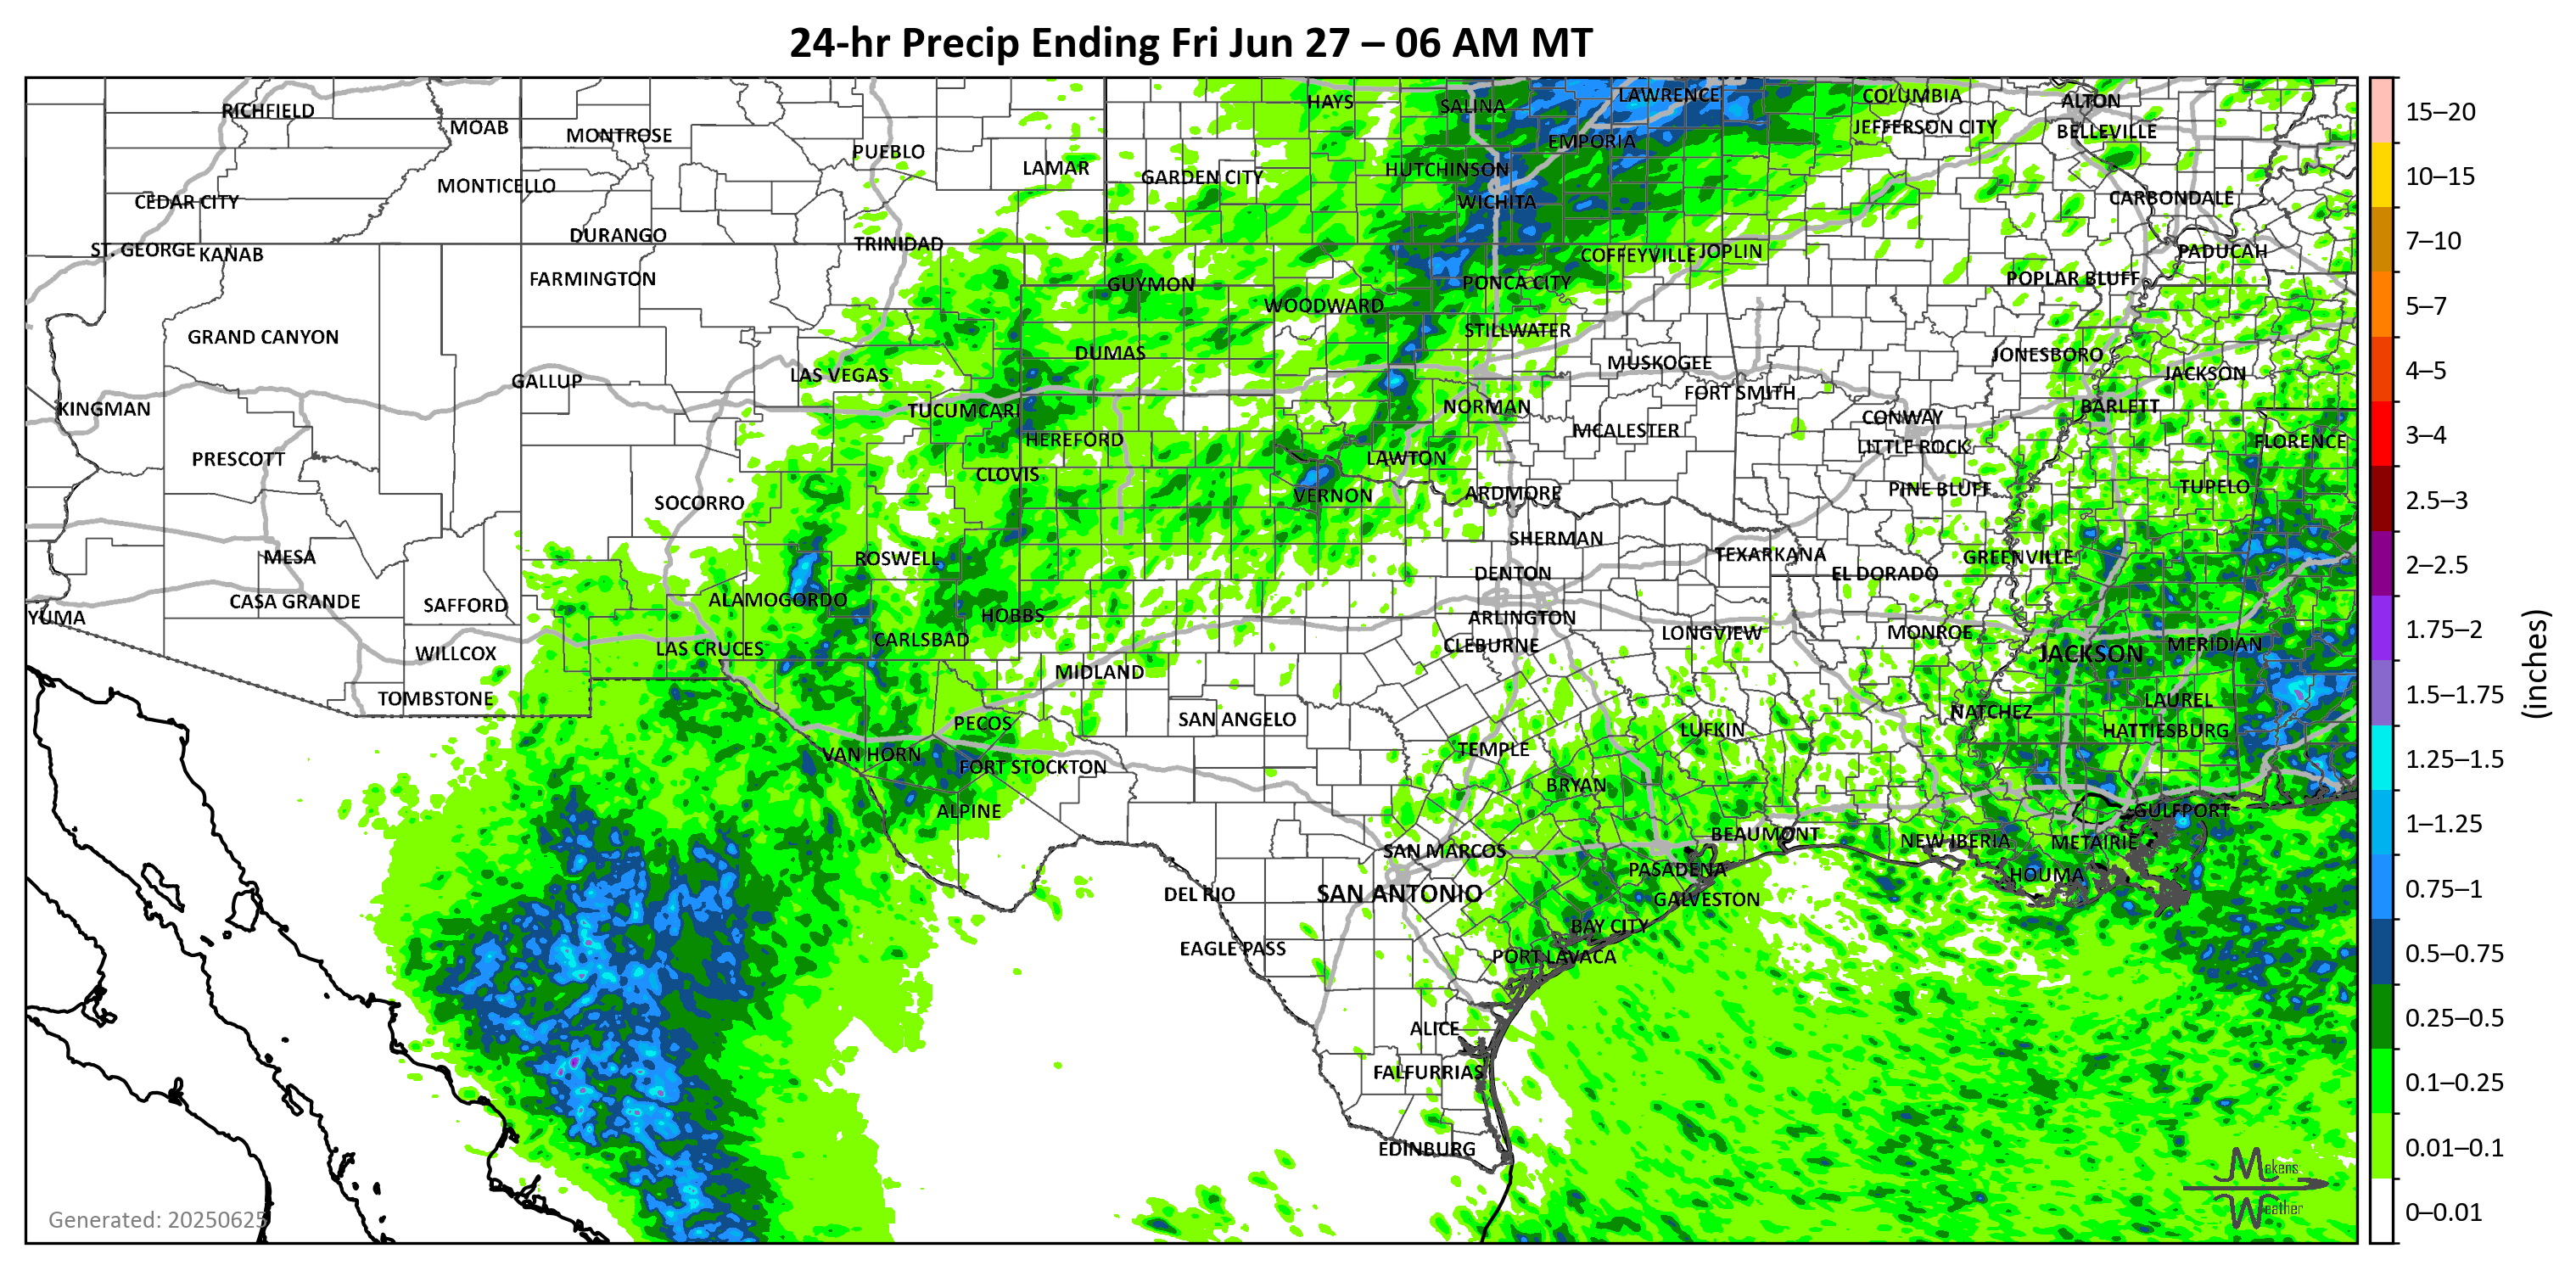 24-hr Precip Ending Fri Jun 27 – 06 AM MT
RICHFIELD
MOAB
MONTROSE
PUEBLO
LAMAR
HAYS
SALINA
LAWRENCE
COLUMBIA
ALTON
JEFFERSON CITY
BELLEVILLE
EMPORIA
HUTCHINSON
GARDEN CITY
MONTICELLO
CEDAR CITY
WICHITA
CARBONDALE
DURANGO
TRINIDAD
ST. GEORGE
KANAB
COFFEYVILLE
JOPLIN
PADUCAH
FARMINGTON
GUYMON
PONCA CITY
POPLAR BLUFF
WOODWARD
GRAND CANYON
STILLWATER
DUMAS
JONESBORO
MUSKOGEE
GALLUP
LAS VEGAS
JACKSON
FORT SMITH
KINGMAN
TUCUMCARI
NORMAN
BARLETT
CONWAY
MCALESTER
HEREFORD
LITTLE ROCK
FLORENCE
PRESCOTT
LAWTON
CLOVIS
PINE BLUFF
TUPELO
SOCORRO
VERNON
ARDMORE
SHERMAN
MESA
ROSWELL
TEXARKANA
GREENVILLE
DENTON
EL DORADO
CASA GRANDE
SAFFORD
ALAMOGORDO
YUMA
HOBBS
ARLINGTON
LONGVIEW
MONROE
CARLSBAD
CLEBURNE
WILLCOX
LAS CRUCES
JACKSON
MERIDIAN
MIDLAND
TOMBSTONE
LAUREL
NATCHEZ
PECOS
SAN ANGELO
LUFKIN
HATTIESBURG
VAN HORN
TEMPLE
FORT STOCKTON
BRYAN
ALPINE
GULFPORT
BEAUMONT
NEW IBERIA
METAIRIE
SAN MARCOS
PASADENA
HOUMA
DEL RIO
SAN ANTONIO
GALVESTON
BAY CITY
EAGLE PASS
PORT LAVACA
ALICE
FALFURRIAS
EDINBURG
Generated: 20250625
Makens
Weather
15–20
10–15
7–10
5–7
4–5
3–4
2.5–3
2–2.5
1.75–2
1.5–1.75
1.25–1.5
1–1.25
0.75–1
0.5–0.75
0.25–0.5
0.1–0.25
0.01–0.1
0–0.01
(inches)